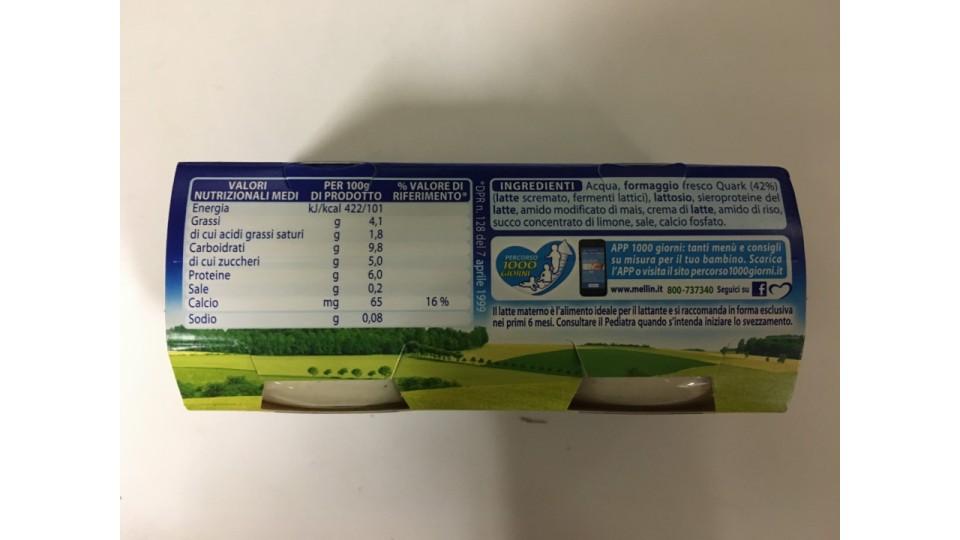 VALORI NUTRIZIONALI MEDI PER 100g DI PRODOTTO % VALORE DI RIFERIMENTO*
Energia kJ/kcal 422/101
Grassi g 4,1
di cui acidi grassi saturi g 1,8
Carboidrati g 9,8
di cui zuccheri g 5,0
Proteine g 6,0
Sale g 0,2
Calcio mg 65 16 %
Sodio g 0,08
*DPR n. 128 del 7 aprile 1999
INGREDIENTI Acqua, formaggio fresco Quark (42%)
(latte scremato, fermenti lattici), lattosio, sieroproteine del
latte, amido modificato di mais, crema di latte, amido di riso,
succo concentrato di limone, sale, calcio fosfato.
PERCORSO
1000
GIORNI
APP 1000 giorni: tanti menù e consigli
su misura per il tuo bambino. Scarica
l'APP o visita il sito percorso1000giorni.it
www.mellin.it 800-737340 Seguici su f
Il latte materno è l'alimento ideale per il lattante e si raccomanda in forma esclusiva
nei primi 6 mesi. Consultare il Pediatra quando s'intenda iniziare lo svezzamento.